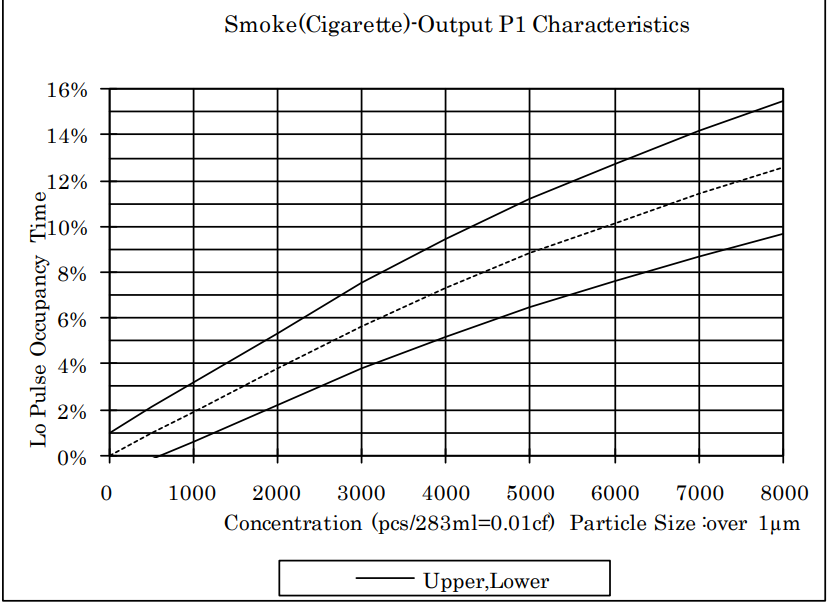 Smoke(Cigarette)-Output P1 Characteristics
Lo Pulse Occupancy Time
16%
14%
12%
10%
8%
6%
4%
2%
0%
0 1000 2000 3000 4000 5000 6000 7000 8000
Concentration (pcs/283ml=0.01cf) Particle Size :over 1µm
Upper,Lower